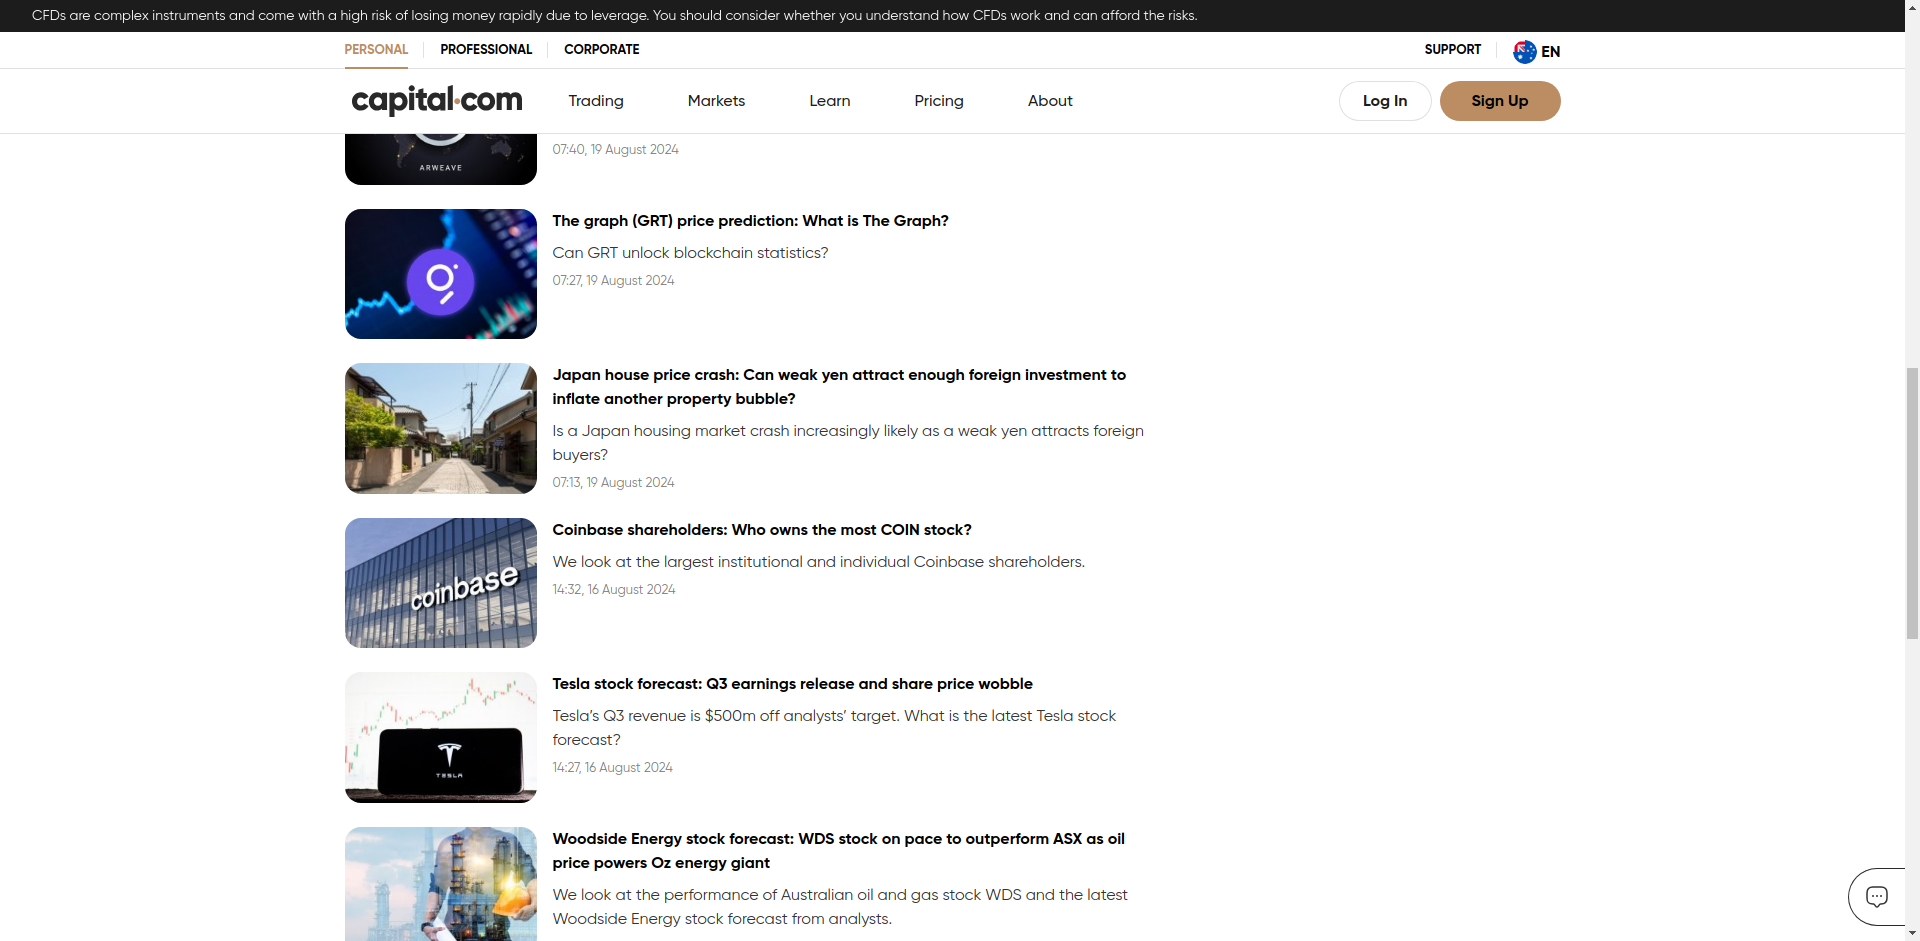 CFDs are complex instruments and come with a high risk of losing money rapidly due to leverage. You should consider whether you understand how CFDs work and can afford the risks.
PERSONAL
PROFESSIONAL
CORPORATE
SUPPORT
EN
capital.com
Trading
Markets
Learn
Pricing
About
Log In
Sign Up
ARWEAVE
07:40, 19 August 2024
The graph (GRT) price prediction: What is The Graph?
Can GRT unlock blockchain statistics?
07:27, 19 August 2024
Japan house price crash: Can weak yen attract enough foreign investment to
inflate another property bubble?
Is a Japan housing market crash increasingly likely as a weak yen attracts foreign
buyers?
07:13, 19 August 2024
coinbase
Coinbase shareholders: Who owns the most COIN stock?
We look at the largest institutional and individual Coinbase shareholders.
14:32, 16 August 2024
TESLA
Tesla stock forecast: Q3 earnings release and share price wobble
Tesla’s Q3 revenue is $500m off analysts’ target. What is the latest Tesla stock
forecast?
14:27, 16 August 2024
Woodside Energy stock forecast: WDS stock on pace to outperform ASX as oil
price powers Oz energy giant
We look at the performance of Australian oil and gas stock WDS and the latest
Woodside Energy stock forecast from analysts.